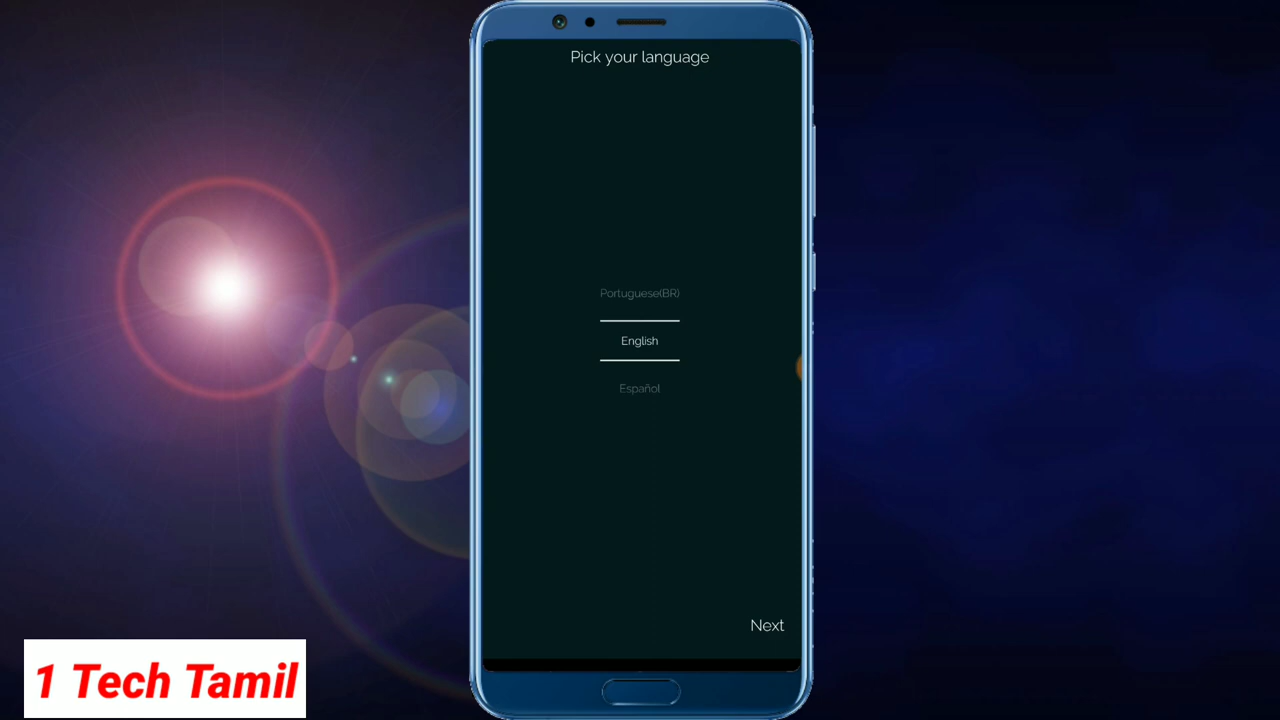 Pick your language
Portuguese(BR)
English
Español
Next
1 Tech Tamil